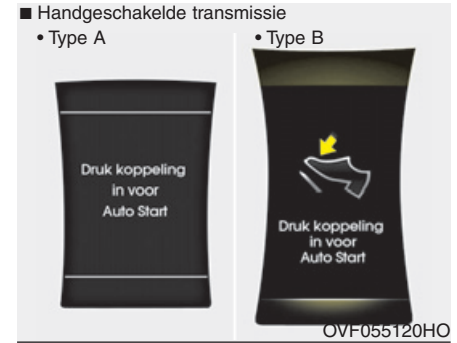 ■ Handgeschakelde transmissie
• Type A
• Type B
Druk koppeling
in voor
Auto Start
Druk koppeling
in voor
Auto Start
OVF055120HO